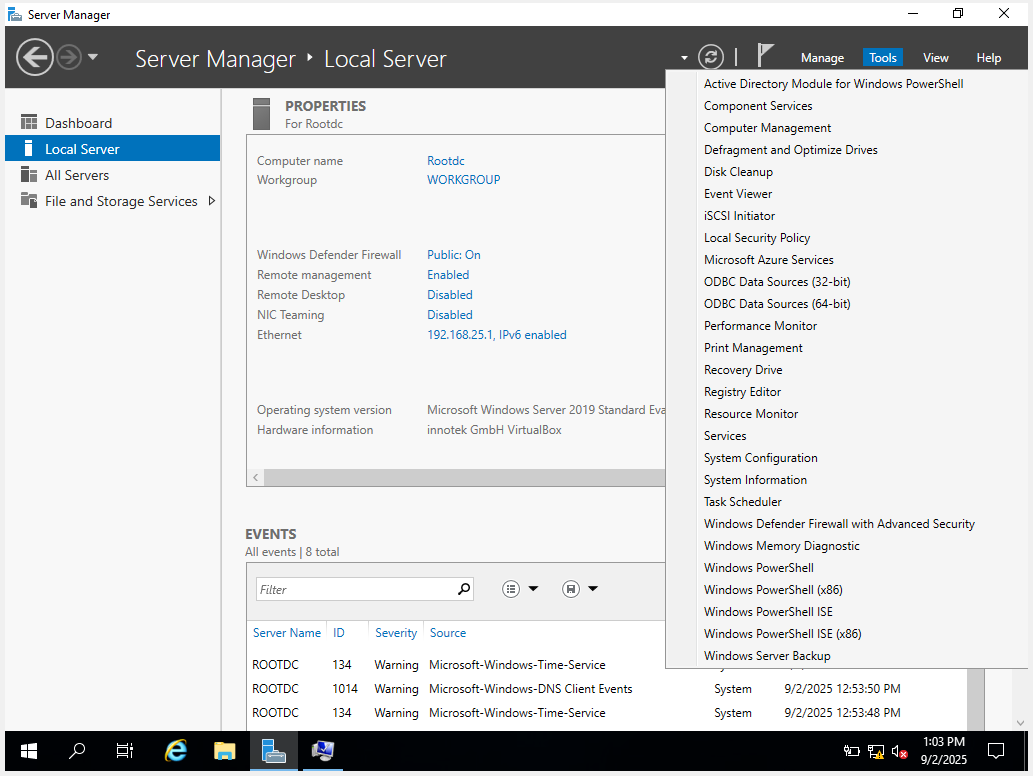 Server Manager
Server Manager ‣ Local Server
Manage Tools View Help
Dashboard
Local Server
All Servers
File and Storage Services
PROPERTIES
For Rootdc
Computer name Rootdc
Workgroup WORKGROUP
Windows Defender Firewall Public: On
Remote management Enabled
Remote Desktop Disabled
NIC Teaming Disabled
Ethernet 192.168.25.1, IPv6 enabled
Operating system version Microsoft Windows Server 2019 Standard Eva
Hardware information innotek GmbH VirtualBox
EVENTS
All events | 8 total
Filter
Server Name ID Severity Source
ROOTDC 134 Warning Microsoft-Windows-Time-Service
ROOTDC 1014 Warning Microsoft-Windows-DNS Client Events System 9/2/2025 12:53:50 PM
ROOTDC 134 Warning Microsoft-Windows-Time-Service System 9/2/2025 12:53:48 PM
Active Directory Module for Windows PowerShell
Component Services
Computer Management
Defragment and Optimize Drives
Disk Cleanup
Event Viewer
iSCSI Initiator
Local Security Policy
Microsoft Azure Services
ODBC Data Sources (32-bit)
ODBC Data Sources (64-bit)
Performance Monitor
Print Management
Recovery Drive
Registry Editor
Resource Monitor
Services
System Configuration
System Information
Task Scheduler
Windows Defender Firewall with Advanced Security
Windows Memory Diagnostic
Windows PowerShell
Windows PowerShell (x86)
Windows PowerShell ISE
Windows PowerShell ISE (x86)
Windows Server Backup
1:03 PM
9/2/2025